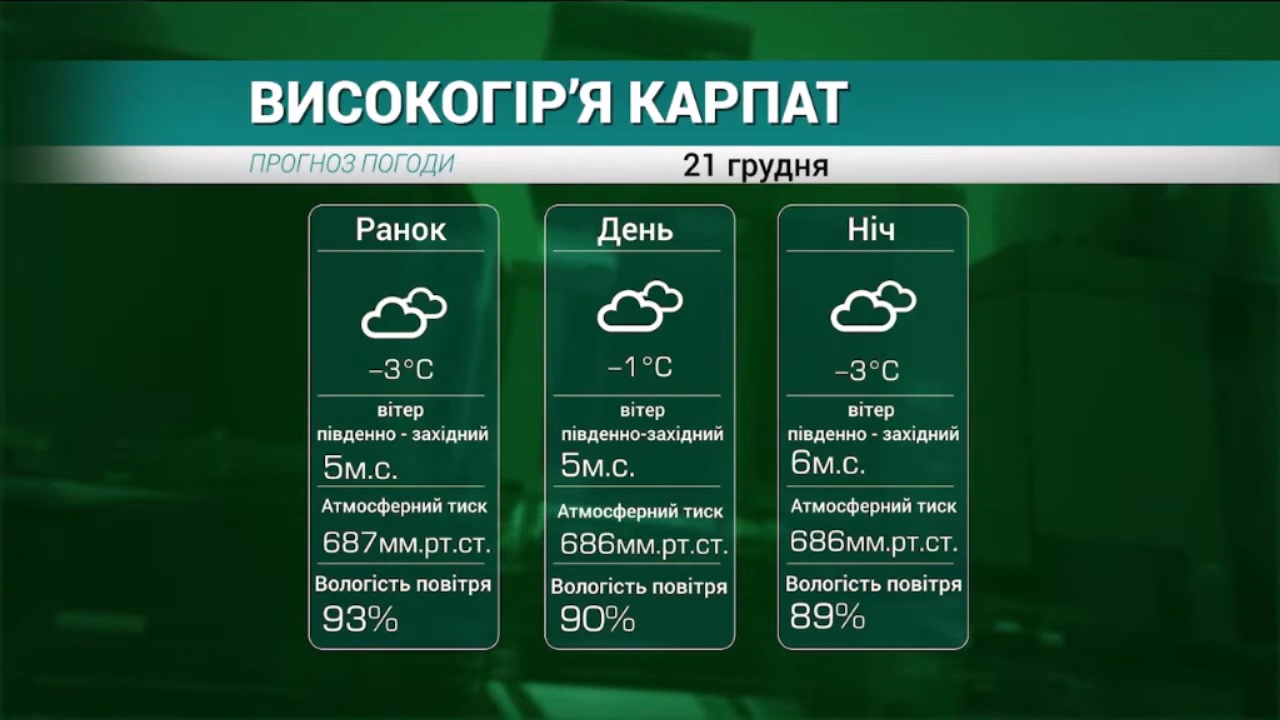 ВИСОКОГІР’Я КАРПАТ
ПРОГНОЗ ПОГОДИ
21 грудня
Ранок
–3°C
вітер
південно - західний
5м.с.
Атмосферний тиск
687мм.рт.ст.
Вологість повітря
93%
День
–1°C
вітер
південно-західний
5м.с.
Атмосферний тиск
686мм.рт.ст.
Вологість повітря
90%
Ніч
–3°C
вітер
південно - західний
6м.с.
Атмосферний тиск
686мм.рт.ст.
Вологість повітря
89%